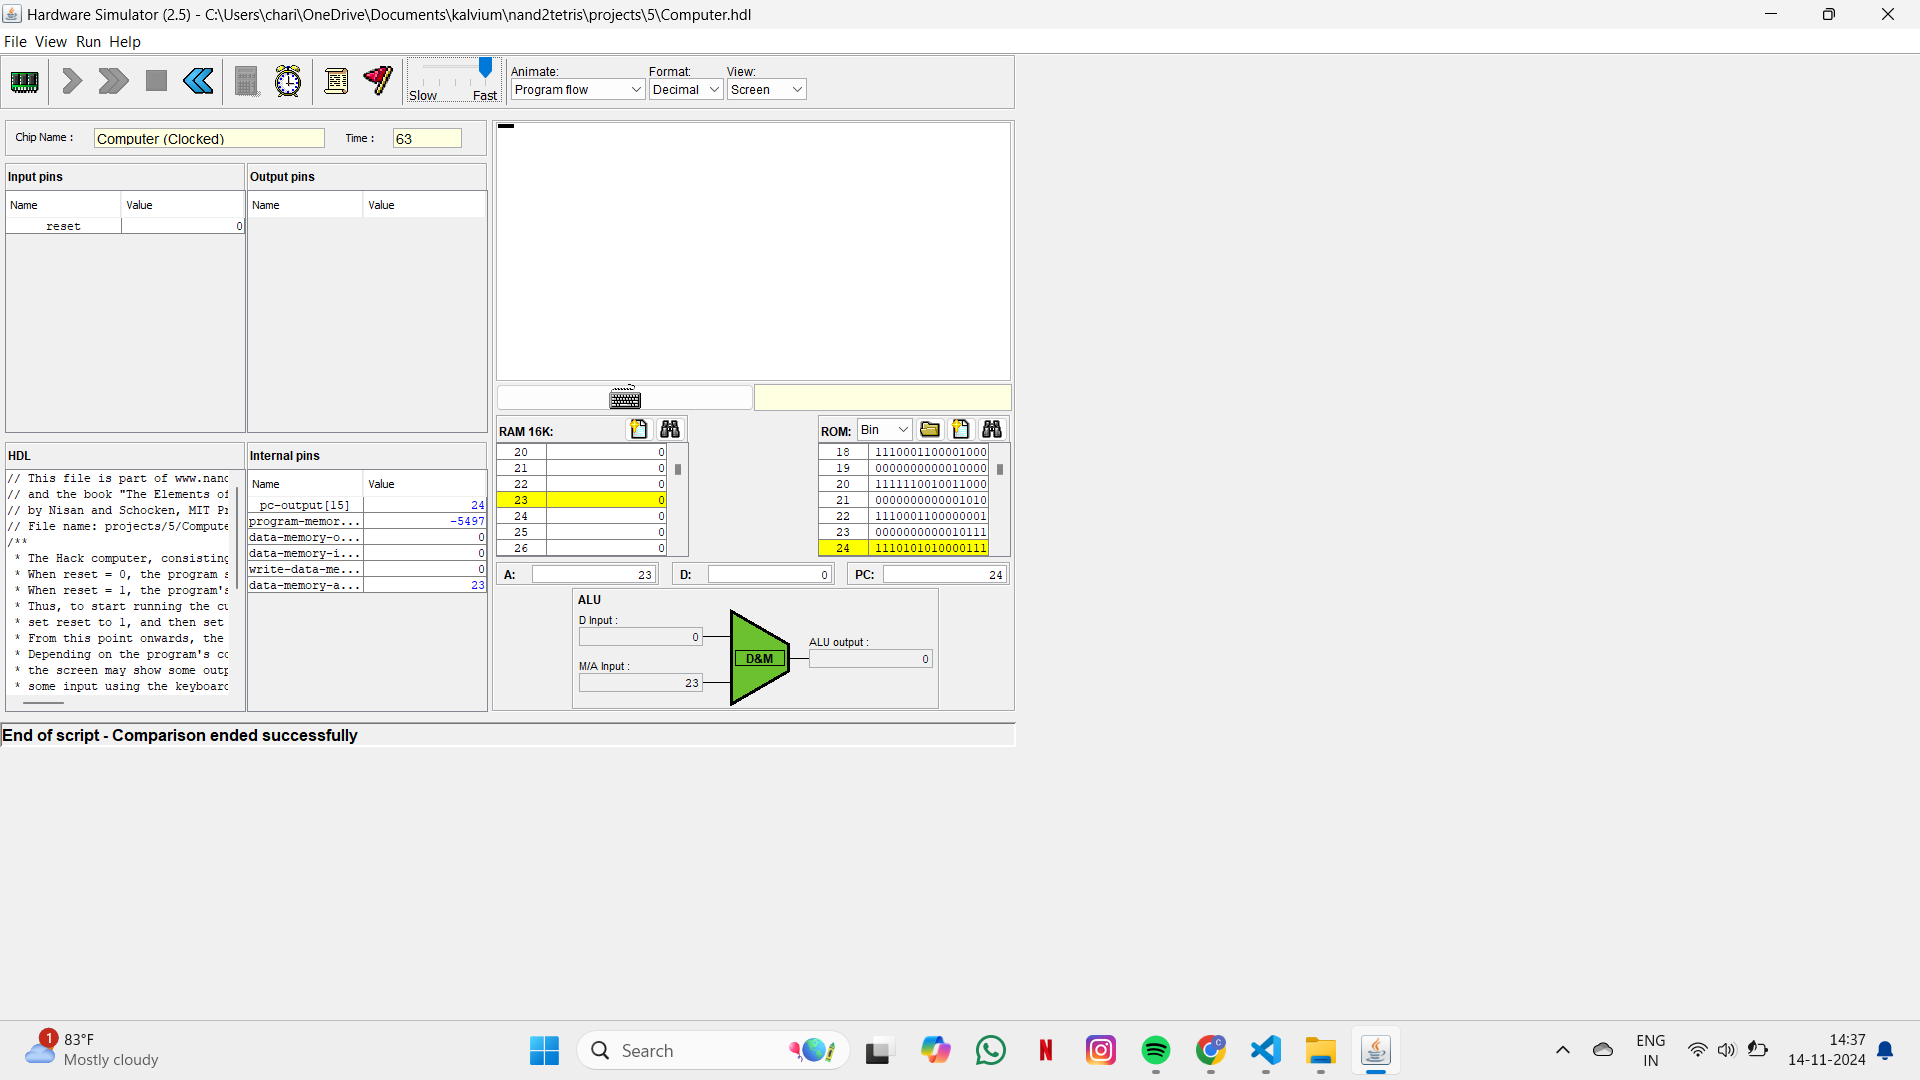 Hardware Simulator (2.5) - C:\Users\chari\OneDrive\Documents\kalvium\nand2tetris\projects\5\Computer.hdl
File View Run Help
Slow Fast
Animate: Format: View:
Program flow Decimal Screen
Chip Name : Computer (Clocked) Time : 63
Input pins
Name Value
reset 0
Output pins
Name Value
HDL
// This file is part of www.nand
// and the book "The Elements of
// by Nisan and Schocken, MIT Pr
// File name: projects/5/Compute
/**
* The Hack computer, consisting
* When reset = 0, the program s
* When reset = 1, the program's
* Thus, to start running the cu
* set reset to 1, and then set
* From this point onwards, the
* Depending on the program's co
* the screen may show some outp
* some input using the keyboard
Internal pins
Name Value
pc-output[15] 24
program-memor... -5497
data-memory-o... 0
data-memory-i... 0
write-data-me... 0
data-memory-a... 23
RAM 16K:
20 0
21 0
22 0
23 0
24 0
25 0
26 0
ROM: Bin
18 1110001100001000
19 0000000000010000
20 1111110010011000
21 0000000000001010
22 1110001100000001
23 0000000000010111
24 1110101010000111
A: 23 D: 0 PC: 24
ALU
D Input :
0
M/A Input :
23
D&M
ALU output :
0
End of script - Comparison ended successfully
1
83°F
Mostly cloudy
Search
N
C
ENG
IN
14:37
14-11-2024